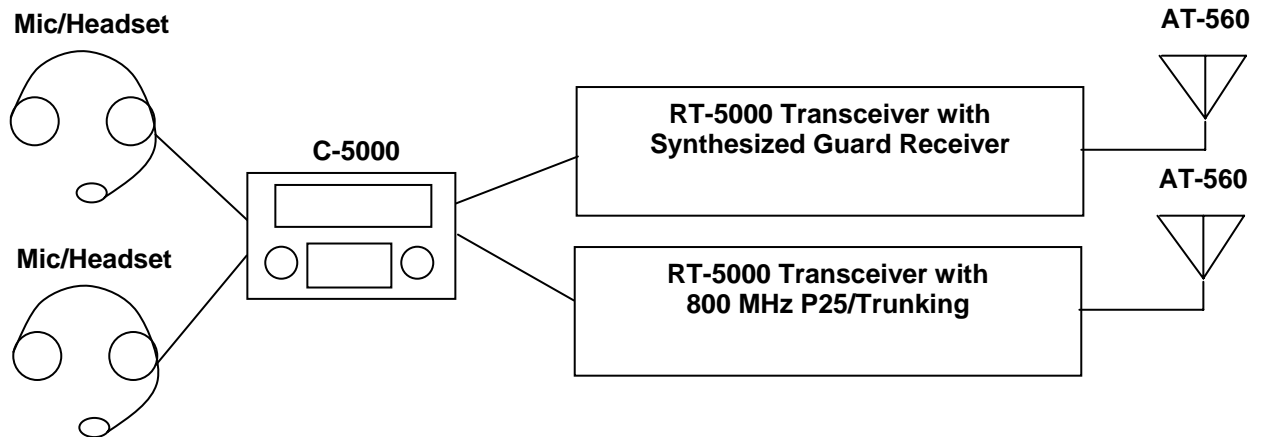 Mic/Headset
AT-560
RT-5000 Transceiver with
Synthesized Guard Receiver
C-5000
AT-560
Mic/Headset
RT-5000 Transceiver with
800 MHz P25/Trunking